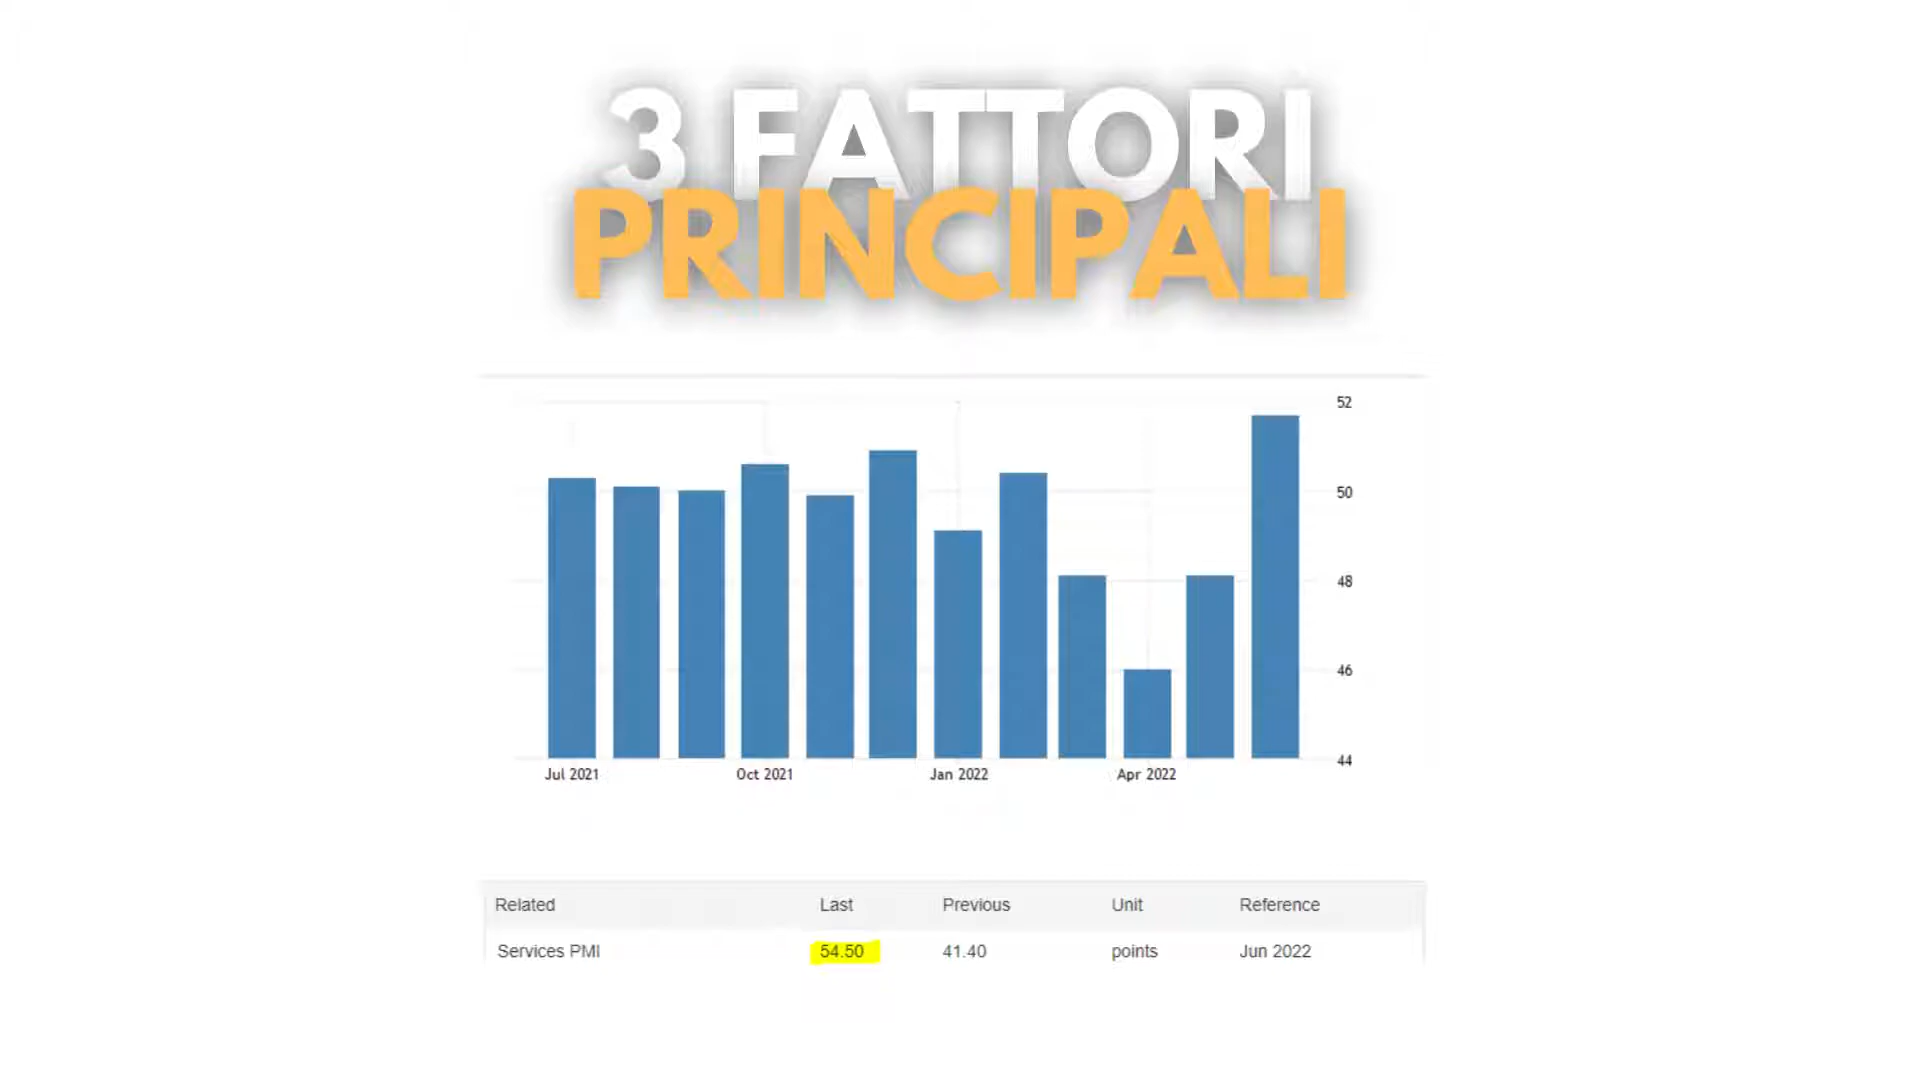 3 FATTORI
PRINCIPALI
52
50
48
46
44
Jul 2021 Oct 2021 Jan 2022 Apr 2022
Related Last Previous Unit Reference
Services PMI 54.50 41.40 points Jun 2022